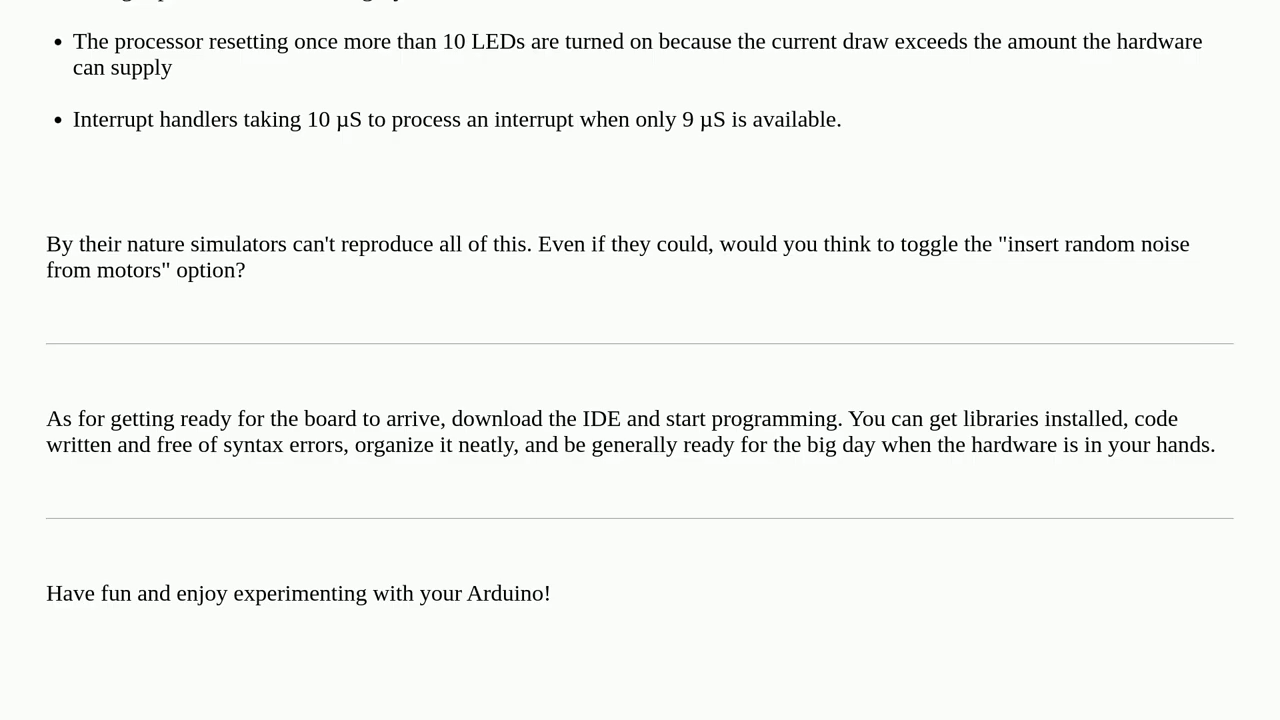 The processor resetting once more than 10 LEDs are turned on because the current draw exceeds the amount the hardware
can supply
Interrupt handlers taking 10 µS to process an interrupt when only 9 µS is available.
By their nature simulators can't reproduce all of this. Even if they could, would you think to toggle the "insert random noise
from motors" option?
As for getting ready for the board to arrive, download the IDE and start programming. You can get libraries installed, code
written and free of syntax errors, organize it neatly, and be generally ready for the big day when the hardware is in your hands.
Have fun and enjoy experimenting with your Arduino!